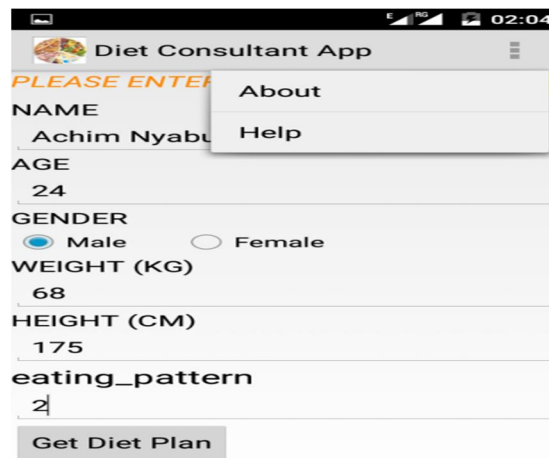 E RG 02:04
Diet Consultant App
PLEASE ENTER
About
NAME
Achim Nyabu
Help
AGE
24
GENDER
Male Female
WEIGHT (KG)
68
HEIGHT (CM)
175
eating_pattern
2
Get Diet Plan